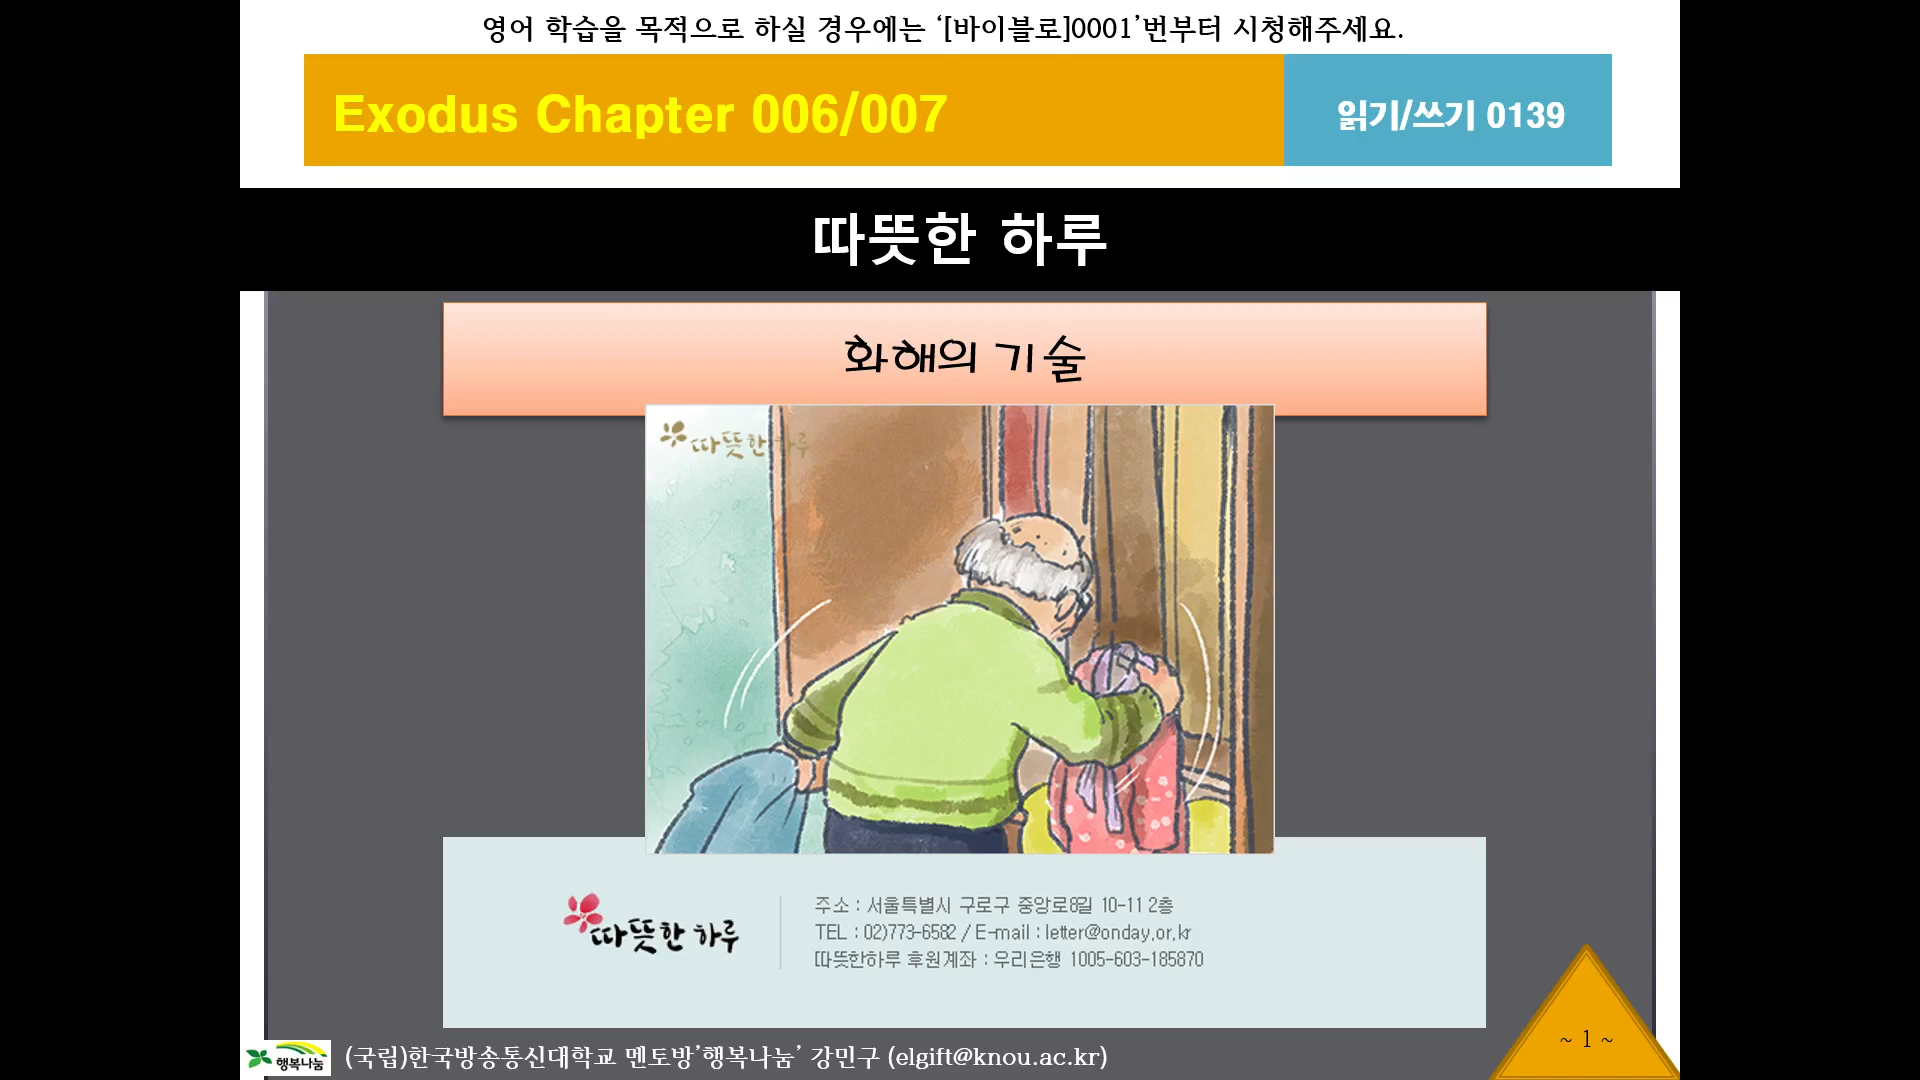 영어 학습을 목적으로 하실 경우에는 ‘[바이블로]0001’번부터 시청해주세요.
Exodus Chapter 006/007
읽기/쓰기 0139
따뜻한 하루
화해의 기술
따뜻한 하루
따뜻한 하루
주소 : 서울특별시 구로구 중앙로8길 10-11 2층
TEL : 02)773-6582 / E-mail : letter@onday.or.kr
따뜻한하루 후원계좌 : 우리은행 1005-603-185870
~ 1 ~
행복나눔
(국립)한국방송통신대학교 멘토방’행복나눔’ 강민구 (elgift@knou.ac.kr)